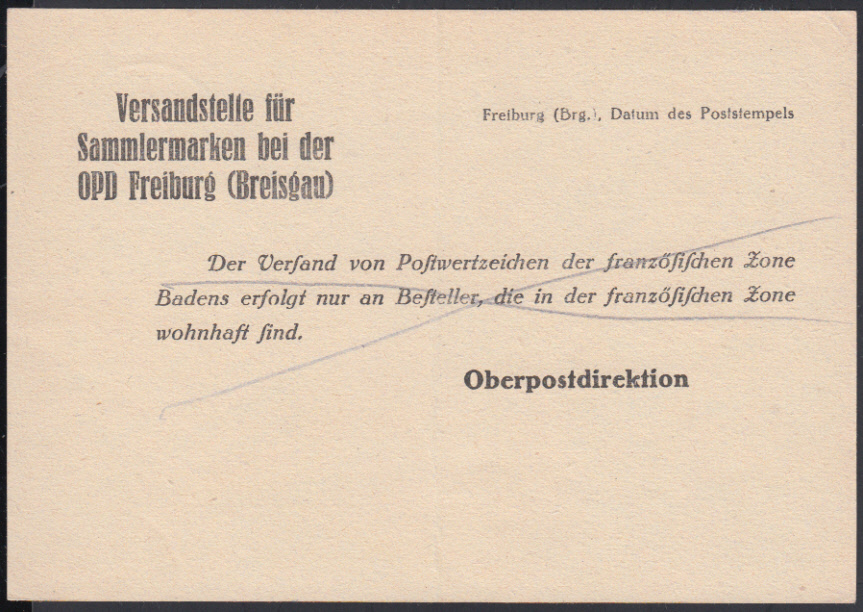 Versandstelle für
Sammlermarken bei der
OPD Freiburg (Breisgau)
Freiburg (Brg.), Datum des Poststempels
Der Verſand von Poſtwertzeichen der franzöſiſchen Zone
Badens erfolgt nur an Beſteller, die in der franzöſiſchen Zone
wohnhaft ſind.
Oberpostdirektion